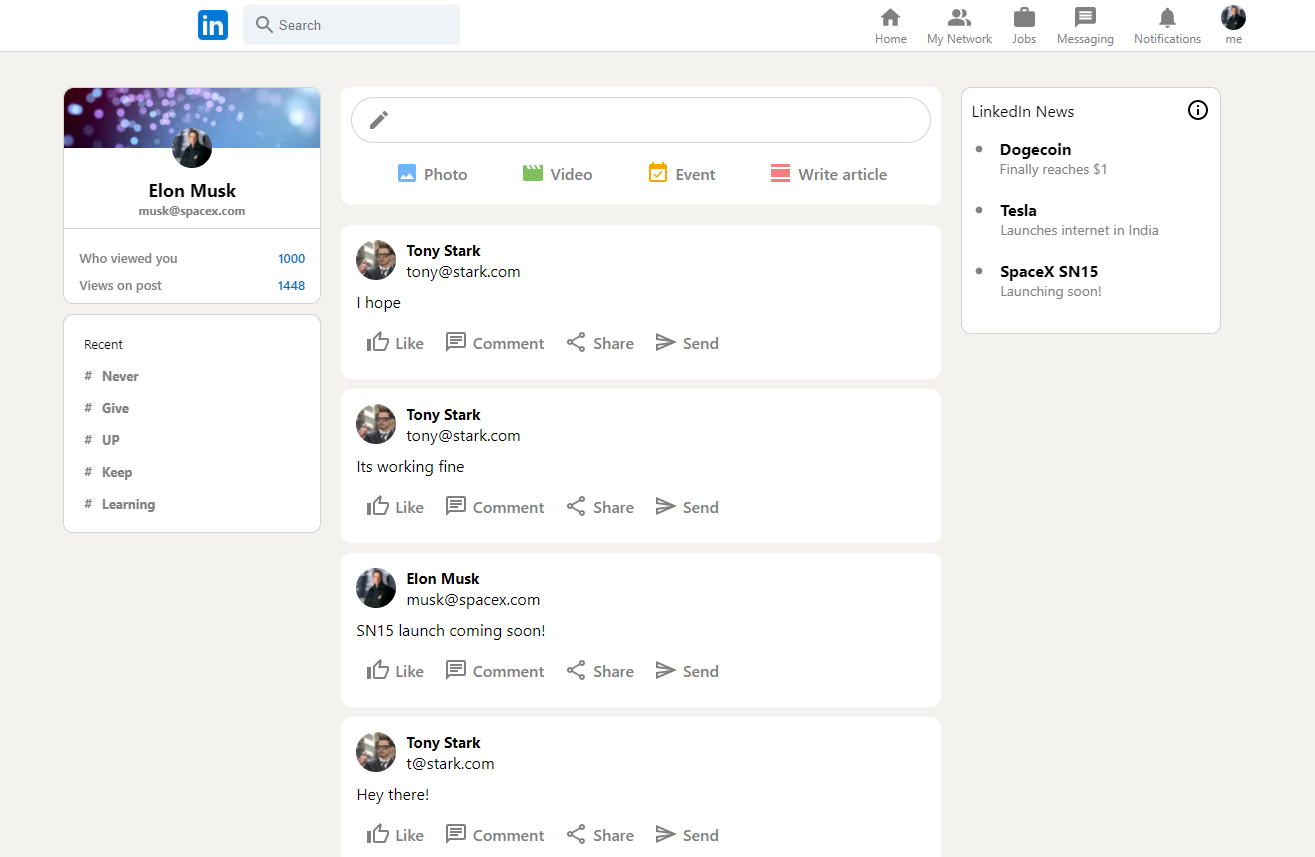 in Search
Home My Network Jobs Messaging Notifications me
Elon Musk
musk@spacex.com
Who viewed you 1000
Views on post 1448
Recent
# Never
# Give
# UP
# Keep
# Learning
Photo Video Event Write article
Tony Stark
tony@stark.com
I hope
Like Comment Share Send
Tony Stark
tony@stark.com
Its working fine
Like Comment Share Send
Elon Musk
musk@spacex.com
SN15 launch coming soon!
Like Comment Share Send
Tony Stark
t@stark.com
Hey there!
Like Comment Share Send
LinkedIn News
Dogecoin
Finally reaches $1
Tesla
Launches internet in India
SpaceX SN15
Launching soon!